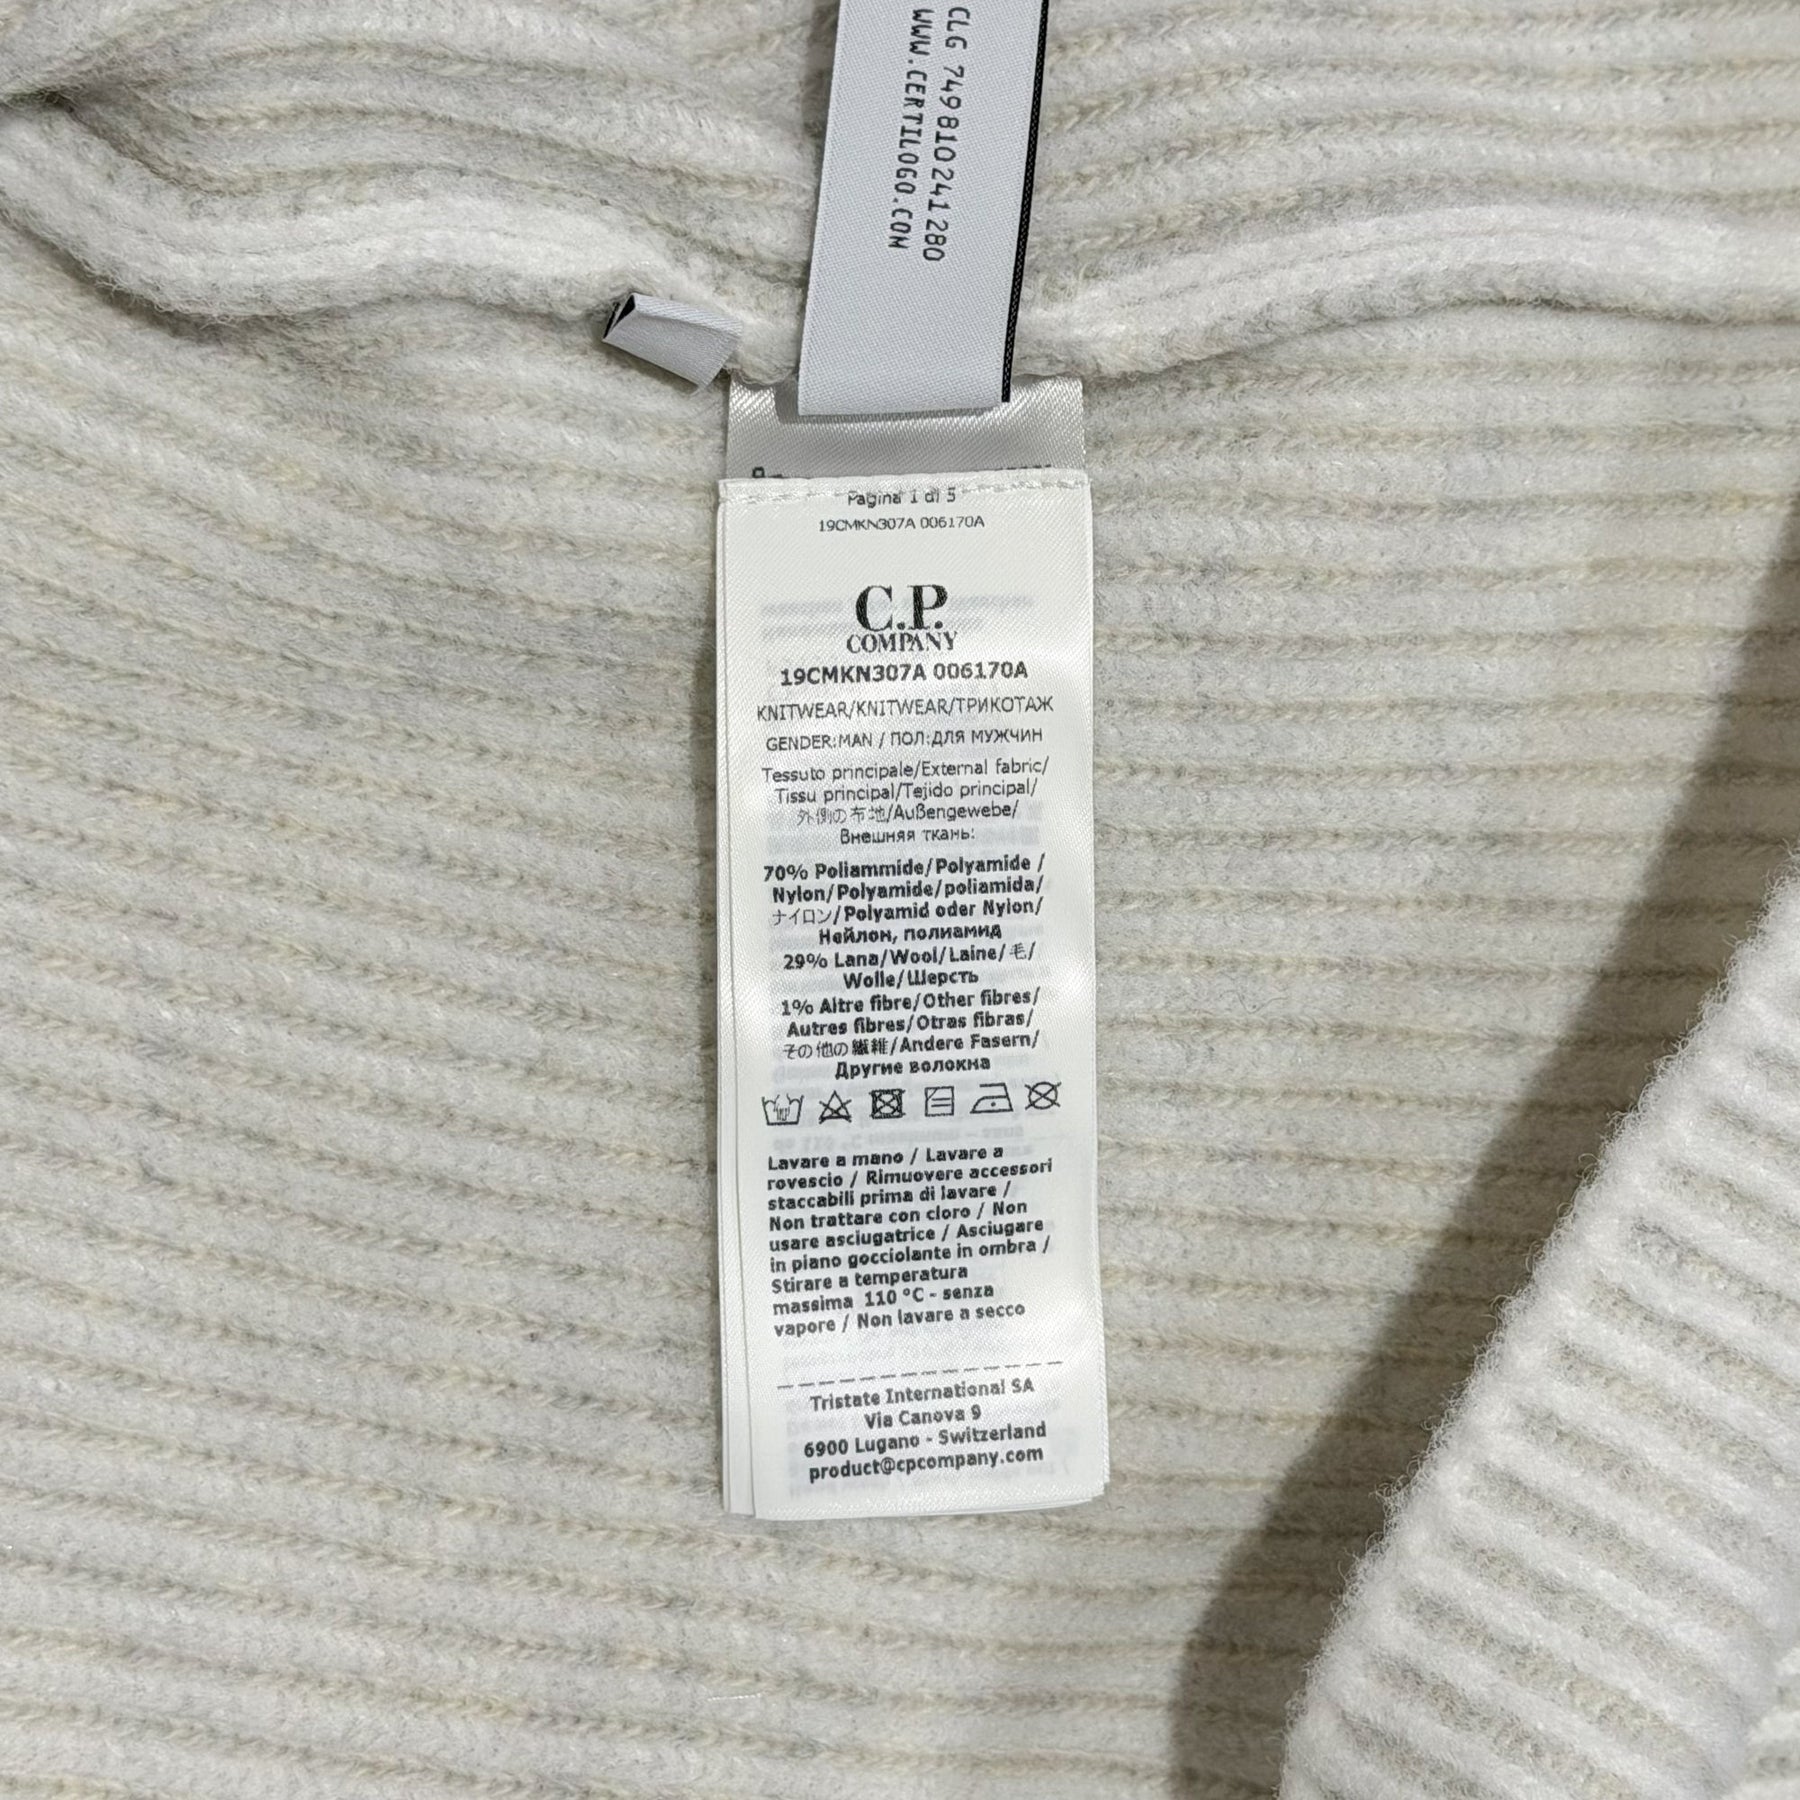 CLG 749 810 241 280
WWW.CERTILOGO.COM
Pagina 1 di 5
19CMKN307A 006170A
C.P.
COMPANY
19CMKN307A 006170A
KNITWEAR/KNITWEAR/ТРИКОТАЖ
GENDER:MAN / ПОЛ:ДЛЯ МУЖЧИН
Tessuto principale/External fabric/
Tissu principal/Tejido principal/
外側の布地/Außengewebe/
Внешняя ткань:
70% Poliammide/Polyamide /
Nylon/Polyamide/poliamida/
ナイロン/Polyamid oder Nylon/
Нейлон, полиамид
29% Lana/Wool/Laine/毛/
Wolle/Шерсть
1% Altre fibre/Other fibres/
Autres fibres/Otras fibras/
その他の繊維/Andere Fasern/
Другие волокна
Lavare a mano / Lavare a
rovescio / Rimuovere accessori
staccabili prima di lavare /
Non trattare con cloro / Non
usare asciugatrice / Asciugare
in piano gocciolante in ombra /
Stirare a temperatura
massima 110 °C - senza
vapore / Non lavare a secco
Tristate International SA
Via Canova 9
6900 Lugano - Switzerland
product@cpcompany.com